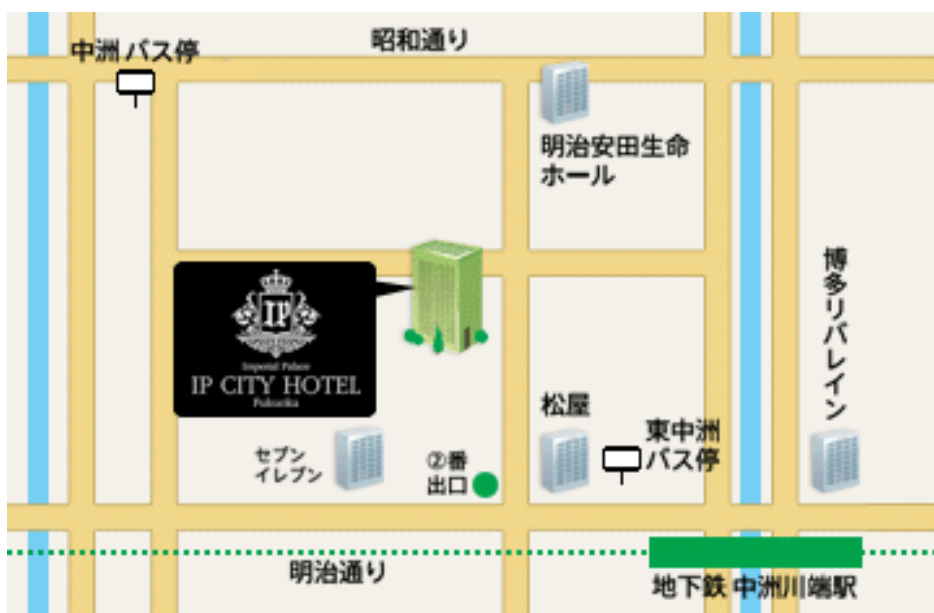 昭和通り
中洲 バス停
明治安田生命
ホール
博多リバレイン
IP
Imperial Palace
IP CITY HOTEL
Fukuoka
松屋
東中洲
バス停
セブン
イレブン
②番
出口
明治通り
地下鉄 中洲川端駅